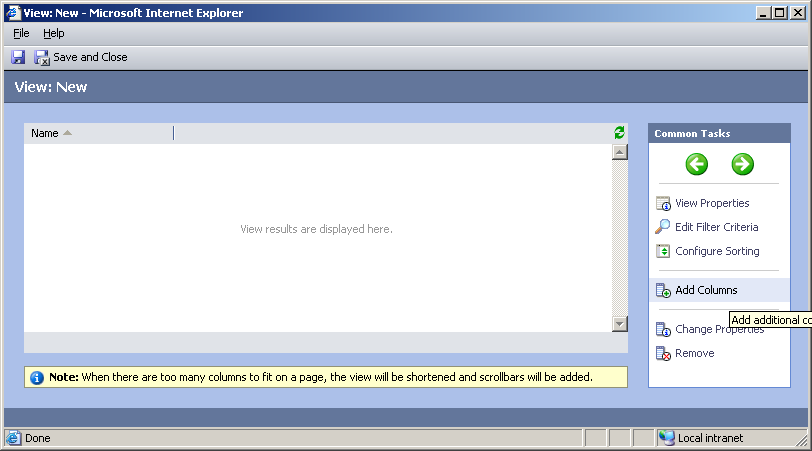 View: New - Microsoft Internet Explorer
File Help
Save and Close
View: New
Name
Common Tasks
View Properties
View results are displayed here.
Edit Filter Criteria
Configure Sorting
Add Columns
Add additional co
Change Properties
Remove
Note: When there are too many columns to fit on a page, the view will be shortened and scrollbars will be added.
Done
Local intranet